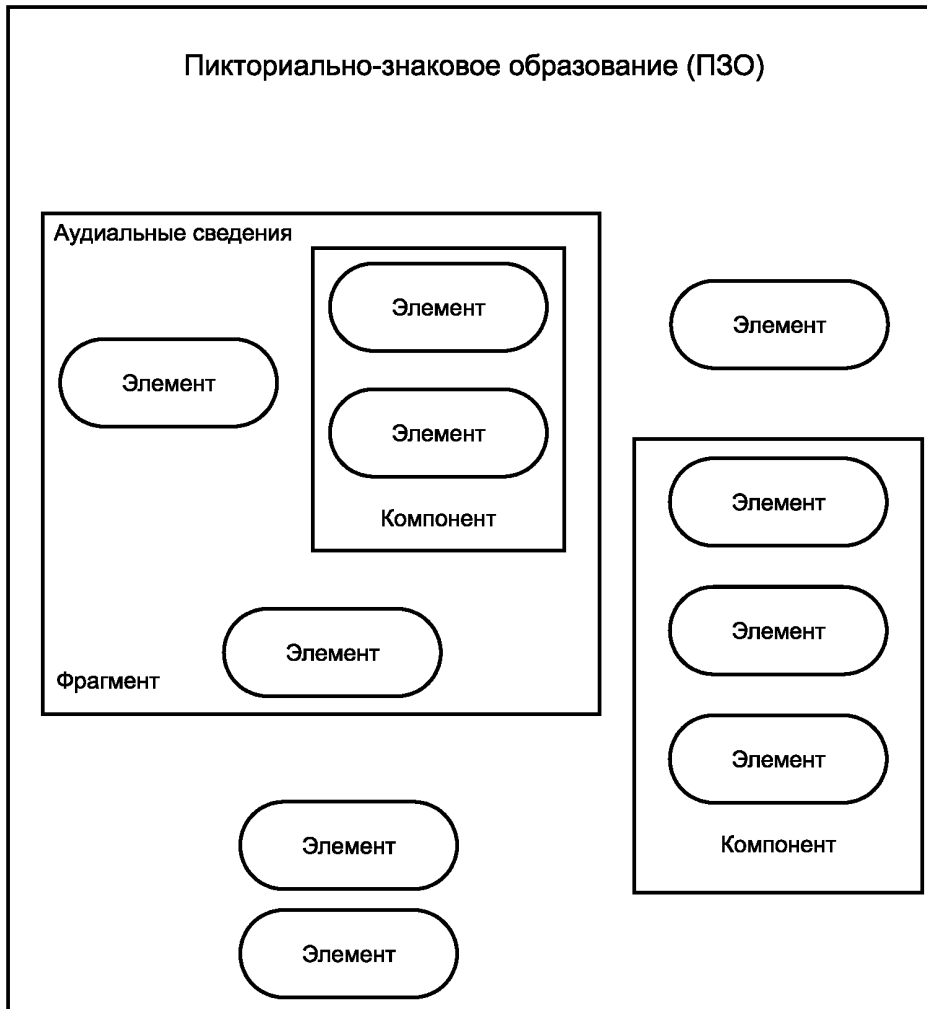 Пикториально-знаковое образование (ПЗО)
Аудиальные сведения
Элемент
Элемент
Элемент
Компонент
Элемент
Фрагмент
Элемент
Элемент
Элемент
Элемент
Компонент
Элемент
Элемент